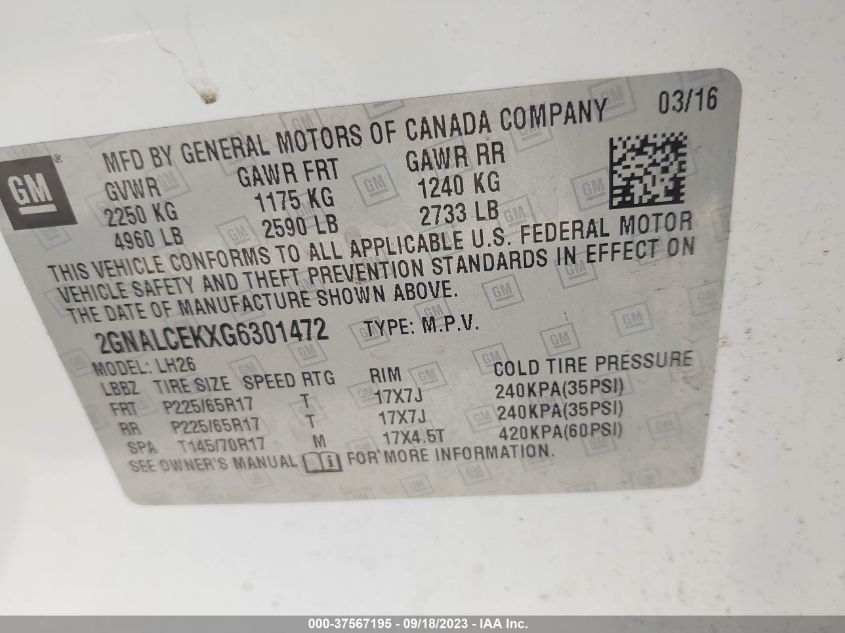 GM ®
MFD BY GENERAL MOTORS OF CANADA COMPANY 03/16
GVWR GAWR FRT GAWR RR
2250 KG 1175 KG 1240 KG
4960 LB 2590 LB 2733 LB
THIS VEHICLE CONFORMS TO ALL APPLICABLE U.S. FEDERAL MOTOR
VEHICLE SAFETY AND THEFT PREVENTION STANDARDS IN EFFECT ON
THE DATE OF MANUFACTURE SHOWN ABOVE.
2GNALCEKXG6301472 TYPE: M.P.V.
MODEL: LH26
LBBZ TIRE SIZE SPEED RTG RIM COLD TIRE PRESSURE
FRT P225/65R17 T 17X7J 240KPA(35PSI)
RR P225/65R17 T 17X7J 240KPA(35PSI)
SPA T145/70R17 M 17X4.5T 420KPA(60PSI)
SEE OWNER'S MANUAL FOR MORE INFORMATION.
000-37567195 - 09/18/2023 - IAA Inc.